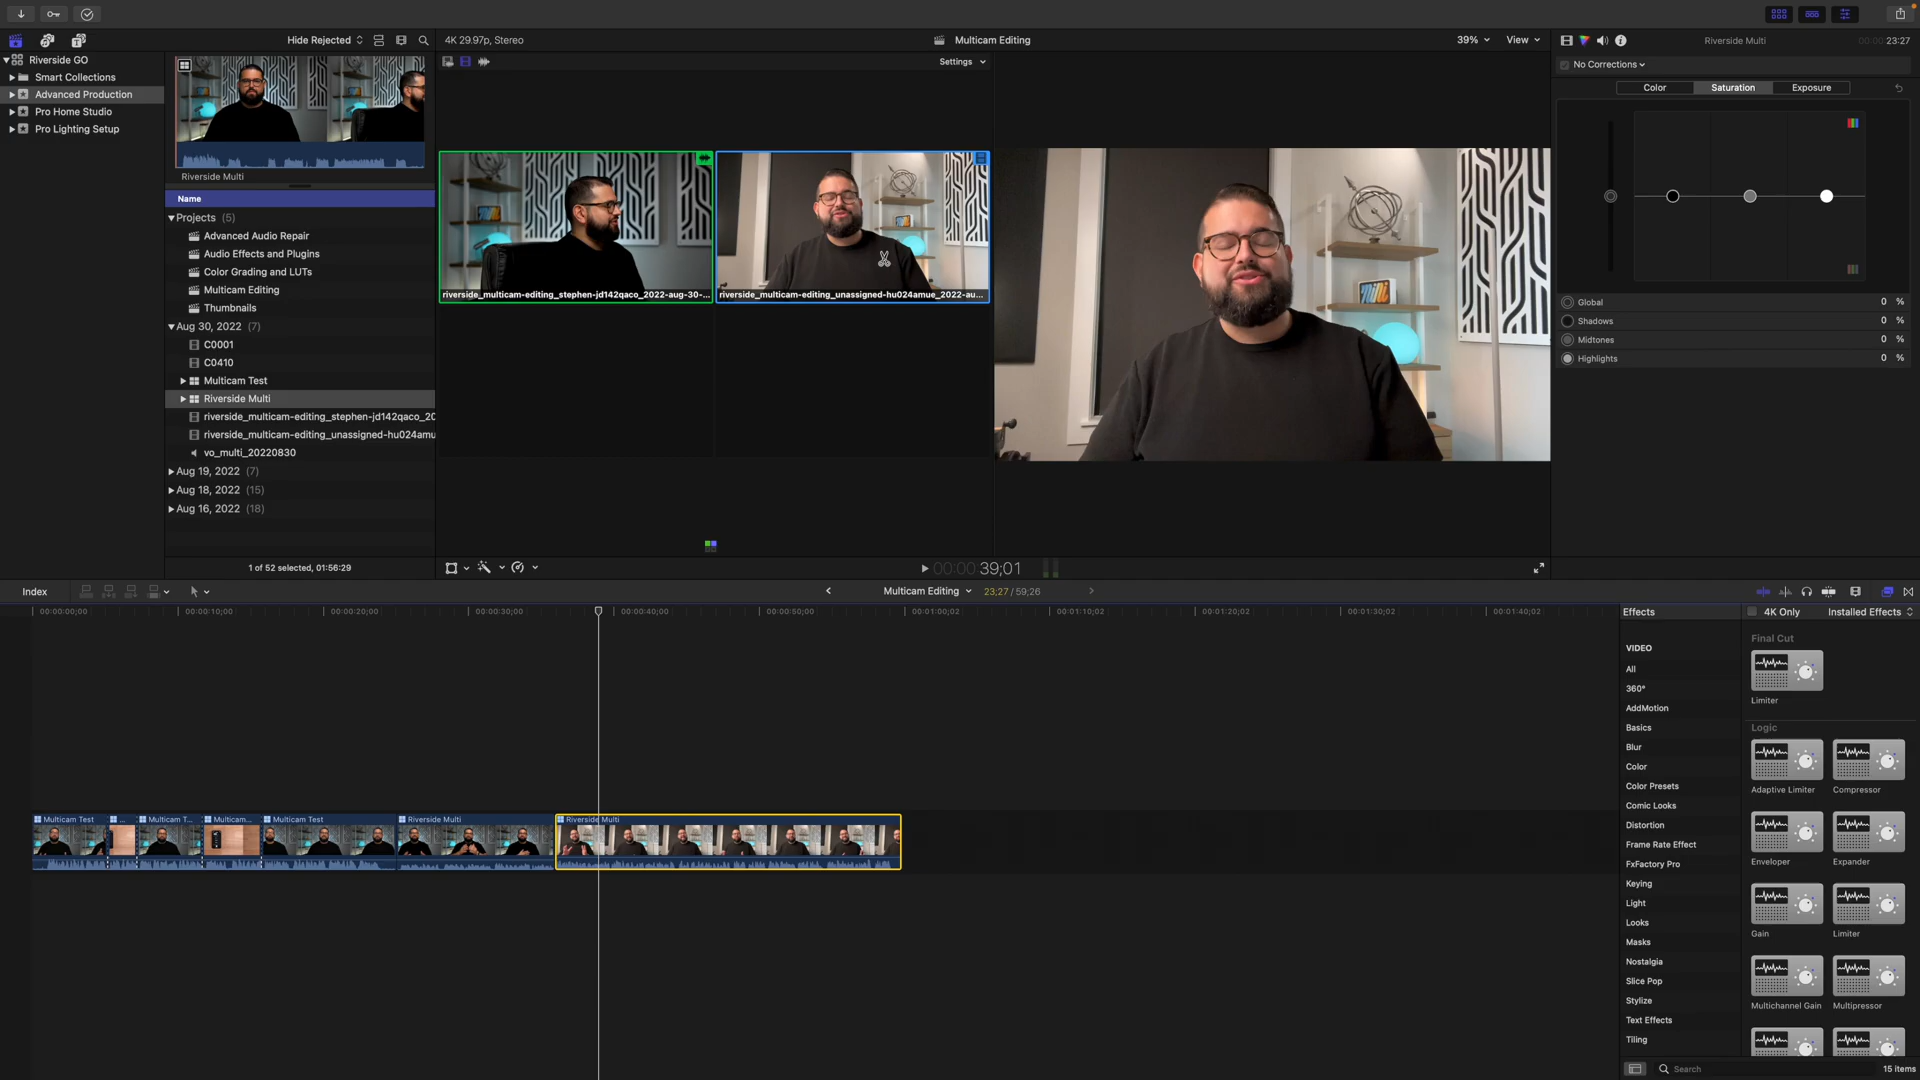 Hide Rejected
4K 29.97p, Stereo
Multicam Editing
39%
View
Riverside Multi
00:00:23:27
Riverside GO
Smart Collections
Advanced Production
Pro Home Studio
Pro Lighting Setup
Riverside Multi
Name
Projects (5)
Advanced Audio Repair
Audio Effects and Plugins
Color Grading and LUTs
Multicam Editing
Thumbnails
Aug 30, 2022 (7)
C0001
C0410
Multicam Test
Riverside Multi
riverside_multicam-editing_stephen-jd142qaco_20
riverside_multicam-editing_unassigned-hu024amu
vo_multi_20220830
Aug 19, 2022 (7)
Aug 18, 2022 (15)
Aug 16, 2022 (18)
1 of 52 selected, 01:56:29
Settings
riverside_multicam-editing_stephen-jd142qaco_2022-aug-30-...
riverside_multicam-editing_unassigned-hu024amue_2022-au...
00:00:39;01
No Corrections
Color
Saturation
Exposure
Global 0 %
Shadows 0 %
Midtones 0 %
Highlights 0 %
Index
Multicam Editing
23;27 / 59;26
00:00:00;00
00:00:10;00
00:00:20;00
00:00:30;00
00:00:40;00
00:00:50;00
00:01:00;02
00:01:10;02
00:01:20;02
00:01:30;02
00:01:40;02
Multicam Test
...
Multicam T...
Multicam...
Multicam Test
Riverside Multi
Riverside Multi
Effects
4K Only
Installed Effects
VIDEO
All
360°
AddMotion
Basics
Blur
Color
Color Presets
Comic Looks
Distortion
Frame Rate Effect
FxFactory Pro
Keying
Light
Looks
Masks
Nostalgia
Slice Pop
Stylize
Text Effects
Tiling
Final Cut
Limiter
Logic
Adaptive Limiter
Compressor
Enveloper
Expander
Gain
Limiter
Multichannel Gain
Multipressor
Search
15 items